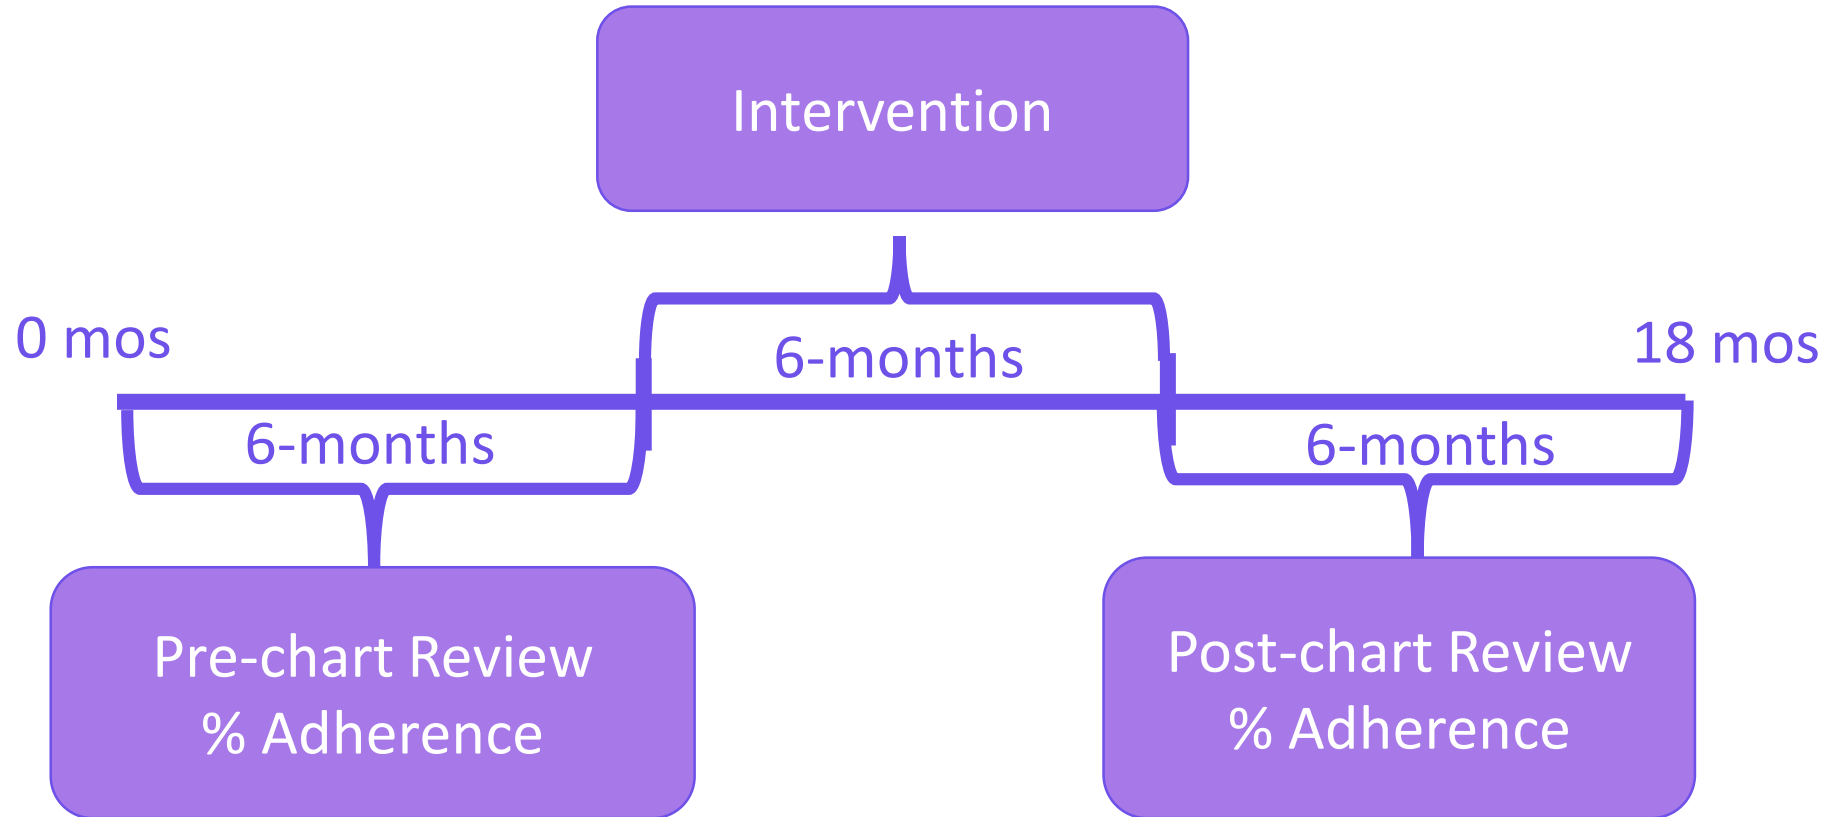 Intervention
0 mos
6-months
18 mos
6-months
6-months
Pre-chart Review
% Adherence
Post-chart Review
% Adherence